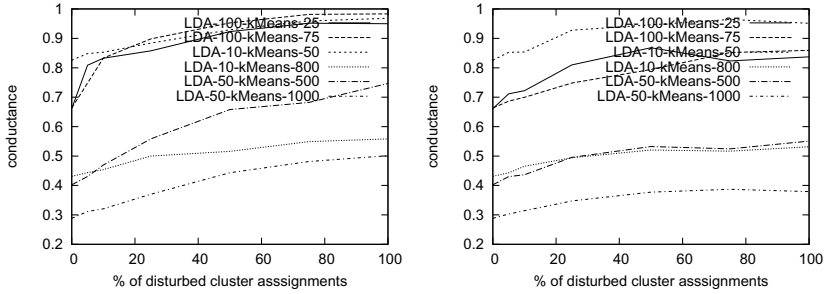 1
0.9
0.8
0.7
0.6
0.5
0.4
0.3
0.2
conductance
LDA-100-kMeans-25
LDA-100-kMeans-75
LDA-10-kMeans-50
LDA-10-kMeans-800
LDA-50-kMeans-500
LDA-50-kMeans-1000
0 20 40 60 80 100
% of disturbed cluster asssignments
1
0.9
0.8
0.7
0.6
0.5
0.4
0.3
0.2
conductance
LDA-100-kMeans-25
LDA-100-kMeans-75
LDA-10-kMeans-50
LDA-10-kMeans-800
LDA-50-kMeans-500
LDA-50-kMeans-1000
0 20 40 60 80 100
% of disturbed cluster asssignments